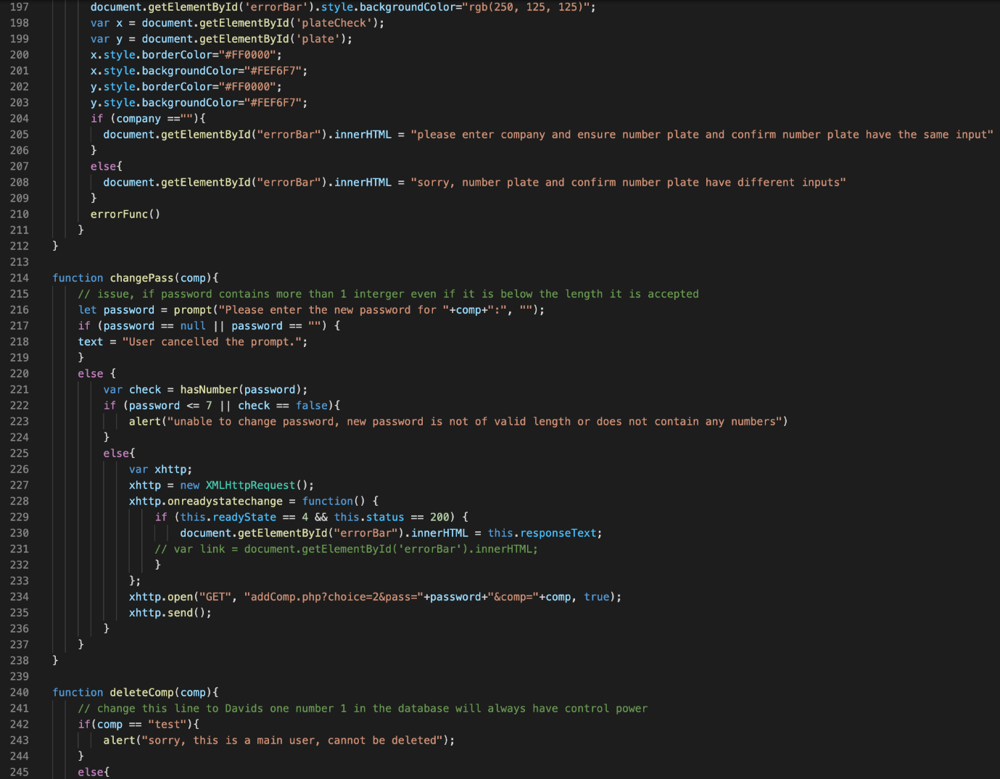 197 document.getElementById('errorBar').style.backgroundColor="rgb(250, 125, 125)";
198 var x = document.getElementById('plateCheck');
199 var y = document.getElementById('plate');
200 x.style.borderColor="#FF0000";
201 x.style.backgroundColor="#FEF6F7";
202 y.style.borderColor="#FF0000";
203 y.style.backgroundColor="#FEF6F7";
204 if (company ==""){
205 document.getElementById("errorBar").innerHTML = "please enter company and ensure number plate and confirm number plate have the same input"
206 }
207 else{
208 document.getElementById("errorBar").innerHTML = "sorry, number plate and confirm number plate have different inputs"
209 }
210 errorFunc()
211 }
212 }
213
214 function changePass(comp){
215 // issue, if password contains more than 1 interger even if it is below the length it is accepted
216 let password = prompt("Please enter the new password for "+comp+":", "");
217 if (password == null || password == "") {
218 text = "User cancelled the prompt.";
219 }
220 else {
221 var check = hasNumber(password);
222 if (password <= 7 || check == false){
223 alert("unable to change password, new password is not of valid length or does not contain any numbers")
224 }
225 else{
226 var xhttp;
227 xhttp = new XMLHttpRequest();
228 xhttp.onreadystatechange = function() {
229 if (this.readyState == 4 && this.status == 200) {
230 document.getElementById("errorBar").innerHTML = this.responseText;
231 // var link = document.getElementById('errorBar').innerHTML;
232 }
233 };
234 xhttp.open("GET", "addComp.php?choice=2&pass="+password+"&comp="+comp, true);
235 xhttp.send();
236 }
237 }
238 }
239
240 function deleteComp(comp){
241 // change this line to Davids one number 1 in the database will always have control power
242 if(comp == "test"){
243 alert("sorry, this is a main user, cannot be deleted");
244 }
245 else{